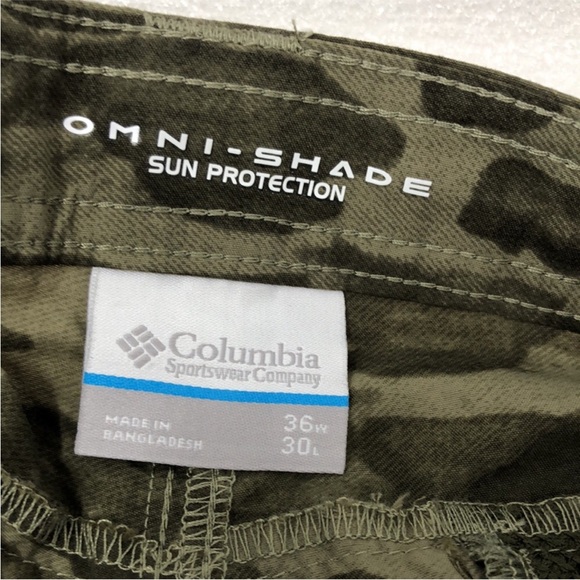 OMNI-SHADE
SUN PROTECTION
Columbia
Sportswear Company
MADE IN
BANGLADESH
36W
30L